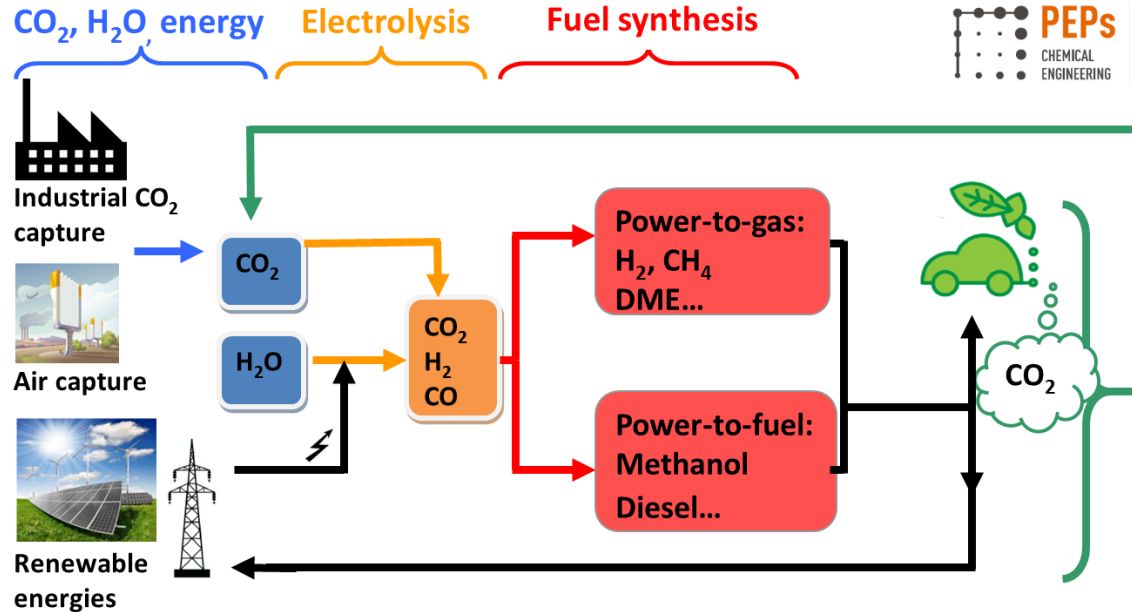 CO₂, H₂O, energy
Electrolysis
Fuel synthesis
PEPs
CHEMICAL
ENGINEERING
Industrial CO₂
capture
Air capture
Renewable
energies
CO₂
H₂O
CO₂
H₂
CO
Power-to-gas:
H₂, CH₄
DME...
Power-to-fuel:
Methanol
Diesel...
CO₂